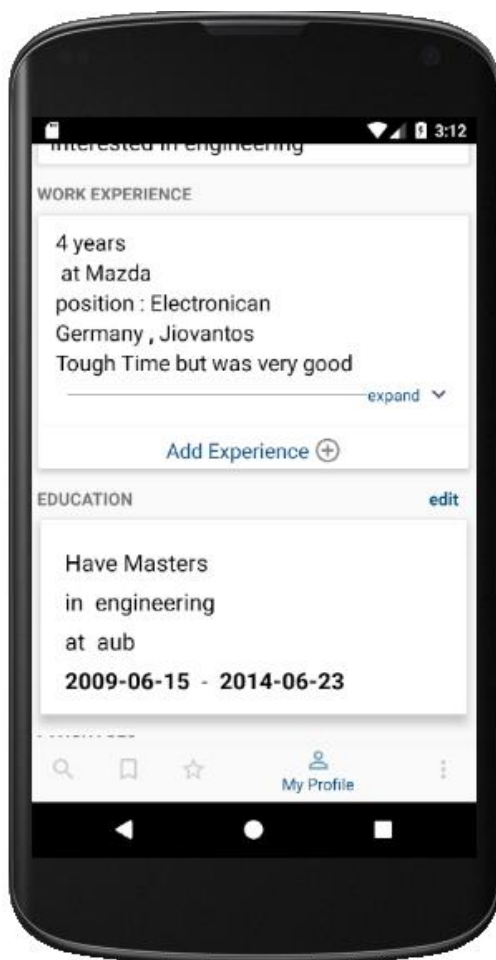 3:12
interested in engineering
WORK EXPERIENCE
4 years
at Mazda
position : Electronican
Germany , Jiovantos
Tough Time but was very good
expand
Add Experience
EDUCATION edit
Have Masters
in engineering
at aub
2009-06-15 - 2014-06-23
My Profile